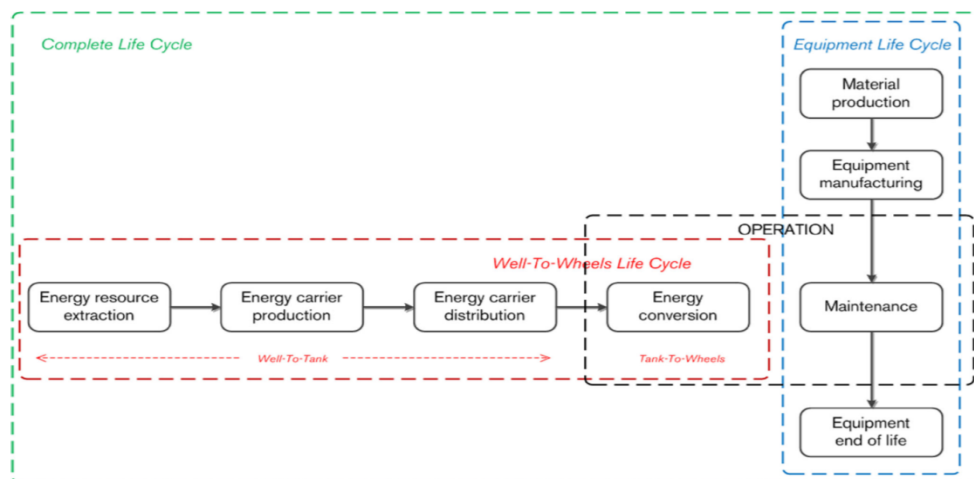 Complete Life Cycle
Equipment Life Cycle
Material
production
Equipment
manufacturing
OPERATION
Well-To-Wheels Life Cycle
Energy resource
extraction
Energy carrier
production
Energy carrier
distribution
Energy
conversion
Maintenance
Well-To-Tank
Tank-To-Wheels
Equipment
end of life